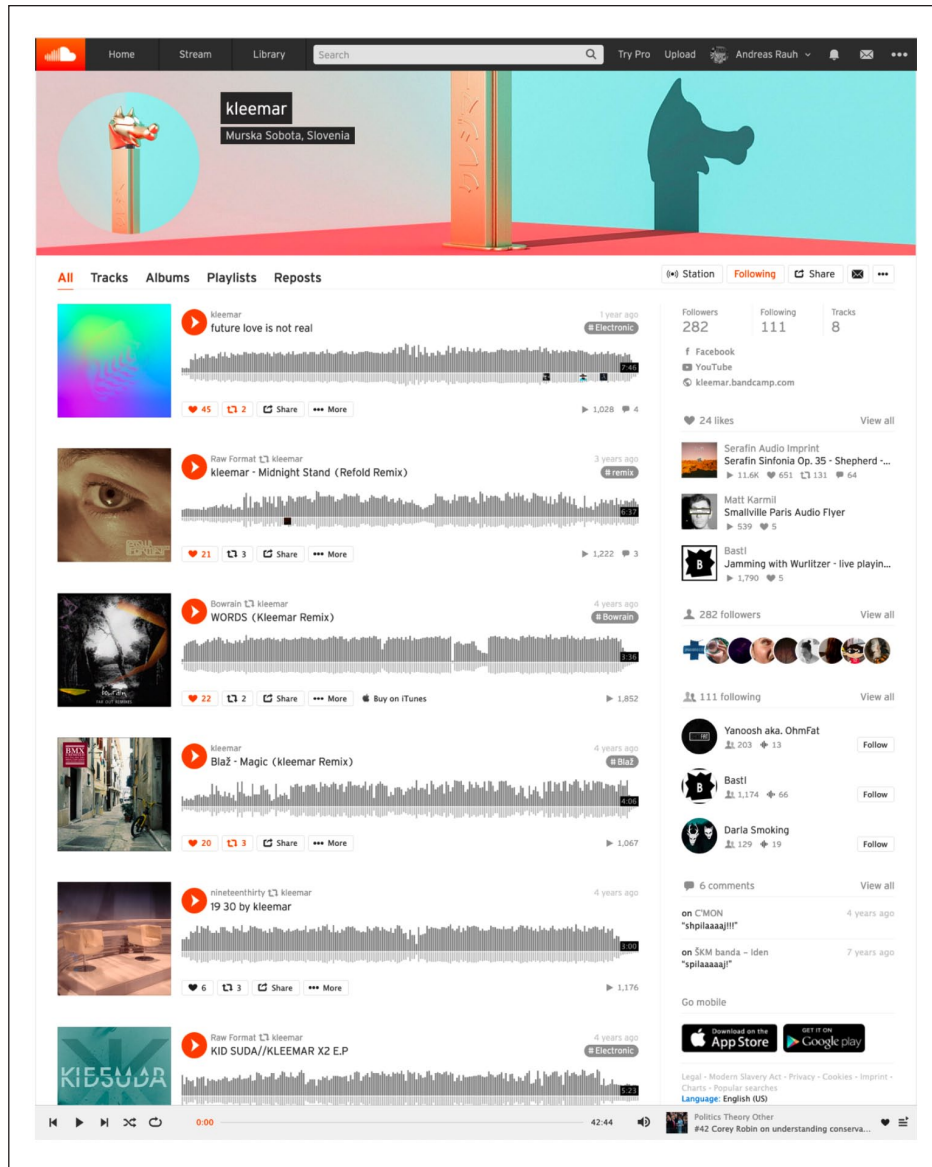 Home Stream Library Search Try Pro Upload Andreas Rauh
kleemar
Murska Sobota, Slovenia
All Tracks Albums Playlists Reposts
Station Following Share
kleemar 1 year ago
future love is not real # Electronic
7:46
45 2 Share More 1,028 4
Raw Format kleemar 3 years ago
kleemar - Midnight Stand (Refold Remix) # remix
6:37
21 3 Share More 1,222 3
Bowrain kleemar 4 years ago
WORDS (Kleemar Remix) # Bowrain
3:36
22 2 Share More Buy on iTunes 1,852
BMX
kleemar 4 years ago
Blaž - Magic (kleemar Remix) # Blaž
4:06
20 3 Share More 1,067
nineteenthirty kleemar 4 years ago
19 30 by kleemar
3:00
6 3 Share More 1,176
KIDSUDA
Raw Format kleemar 4 years ago
KID SUDA//KLEEMAR X2 E.P # Electronic
5:23
Followers Following Tracks
282 111 8
Facebook
YouTube
kleemar.bandcamp.com
24 likes View all
Serafin Audio Imprint
Serafin Sinfonia Op. 35 - Shepherd -...
11.6K 651 131 64
Matt Karmil
Smallville Paris Audio Flyer
539 5
B
Bastl
Jamming with Wurlitzer - live playin...
1,790 5
282 followers View all
111 following View all
Yanoosh aka. OhmFat
203 13 Follow
B
Bastl
1,174 66 Follow
Darla Smoking
129 19 Follow
6 comments View all
on C'MON 4 years ago
"shpilaaaaj!!!"
on ŠKM banda – Iden 7 years ago
"spilaaaaaj!"
Go mobile
Download on the App Store
GET IT ON Google play
Legal - Modern Slavery Act - Privacy - Cookies - Imprint -
Charts - Popular searches
Language: English (US)
0:00 42:44
Politics Theory Other
#42 Corey Robin on understanding conserva...